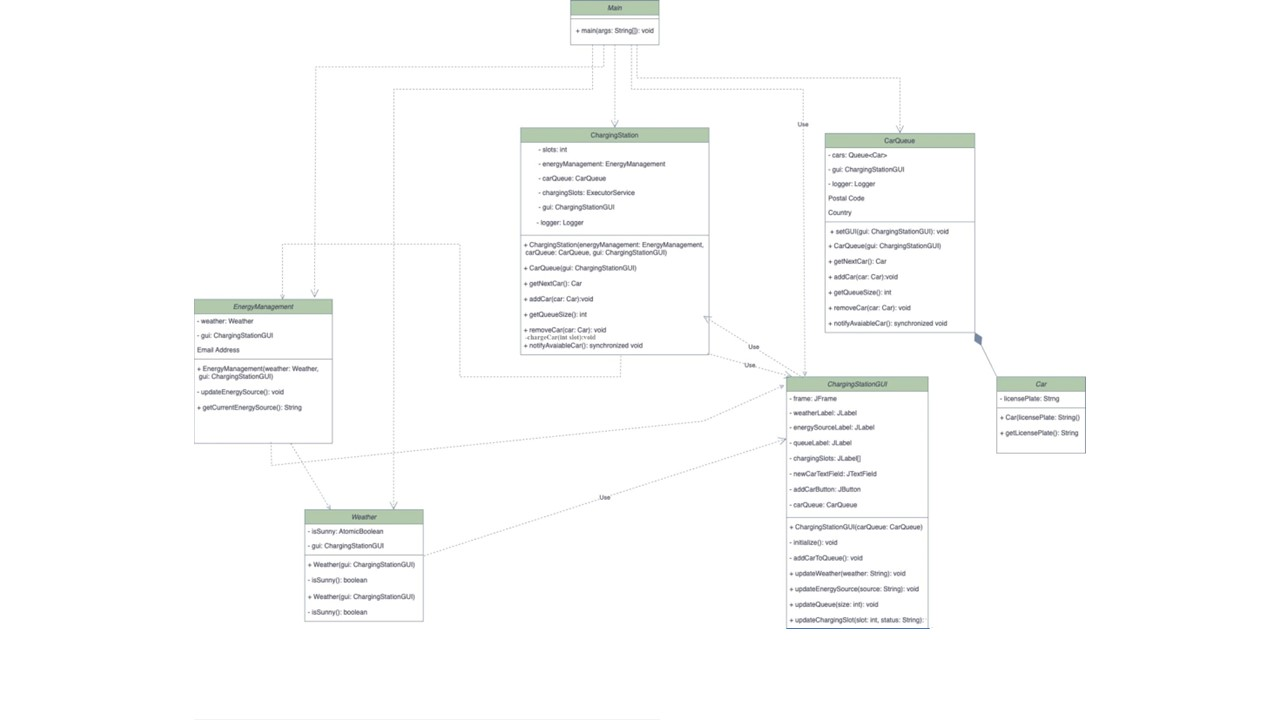 Main
+ main(args: String[]): void
ChargingStation
- slots: int
- energyManagement: EnergyManagement
- carQueue: CarQueue
- chargingSlots: ExecutorService
- gui: ChargingStationGUI
- logger: Logger
+ ChargingStation(energyManagement: EnergyManagement,
carQueue: CarQueue, gui: ChargingStationGUI)
+ CarQueue(gui: ChargingStationGUI)
+ getNextCar(): Car
+ addCar(car: Car):void
+ getQueueSize(): int
+ removeCar(car: Car): void
-chargeCar(int slot):void
+ notifyAvaiableCar(): synchronized void
Use
CarQueue
- cars: Queue<Car>
- gui: ChargingStationGUI
- logger: Logger
Postal Code
Country
+ setGUI(gui: ChargingStationGUI): void
+ CarQueue(gui: ChargingStationGUI)
+ getNextCar(): Car
+ addCar(car: Car):void
+ getQueueSize(): int
+ removeCar(car: Car): void
+ notifyAvaiableCar(): synchronized void
EnergyManagement
- weather: Weather
- gui: ChargingStationGUI
Email Address
+ EnergyManagement(weather: Weather,
gui: ChargingStationGUI)
- updateEnergySource(): void
+ getCurrentEnergySource(): String
Use
Use
ChargingStationGUI
- frame: JFrame
- weatherLabel: JLabel
- energySourceLabel: JLabel
- queueLabel: JLabel
- chargingSlots: JLabel[]
- newCarTextField: JTextField
- addCarButton: JButton
- carQueue: CarQueue
+ ChargingStationGUI(carQueue: CarQueue)
- initialize(): void
- addCarToQueue(): void
+ updateWeather(weather: String): void
+ updateEnergySource(source: String): void
+ updateQueue(size: int): void
+ updateChargingSlot(slot: int, status: String):
Car
- licensePlate: Strng
+ Car(licensePlate: String()
+ getLicensePlate(): String
Use
Weather
- isSunny: AtomicBoolean
- gui: ChargingStationGUI
+ Weather(gui: ChargingStationGUI)
- isSunny(): boolean
+ Weather(gui: ChargingStationGUI)
- isSunny(): boolean